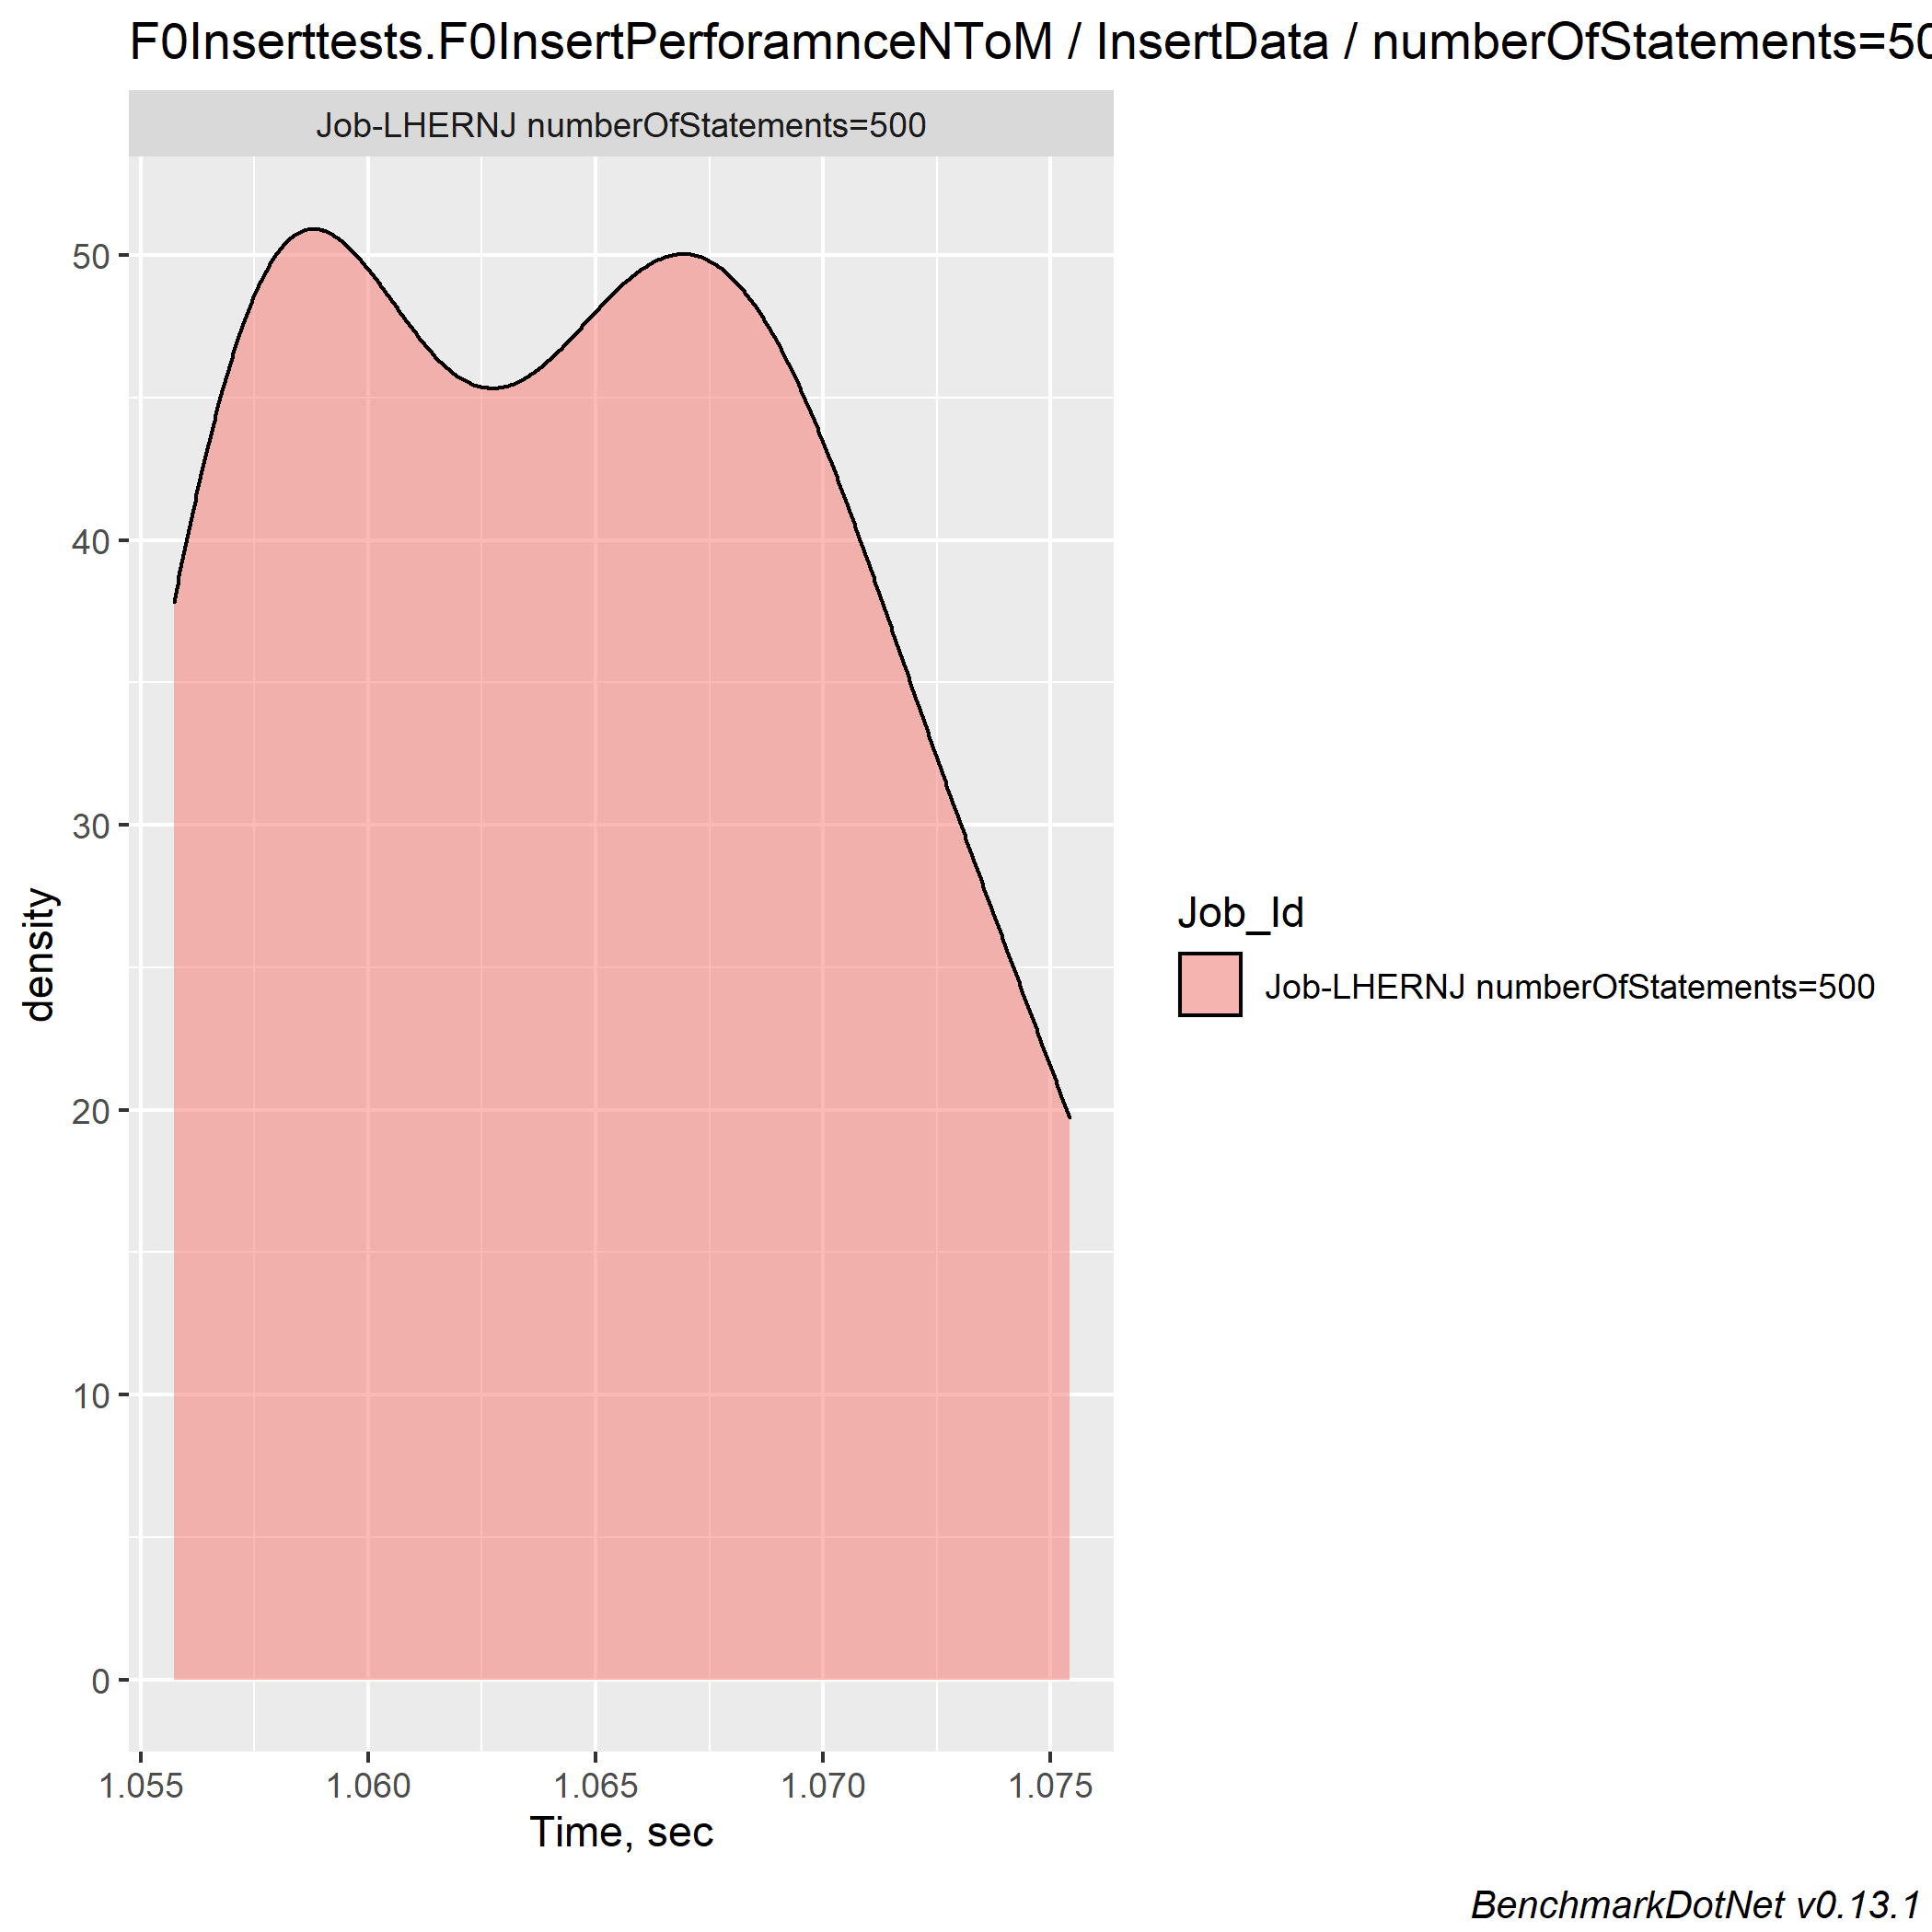 F0Inserttests.F0InsertPerforamnceNToM / InsertData / numberOfStatements=50
Job-LHERNJ numberOfStatements=500
50
40
30
20
10
0
density
1.055 1.060 1.065 1.070 1.075
Time, sec
Job_Id
Job-LHERNJ numberOfStatements=500
BenchmarkDotNet v0.13.1